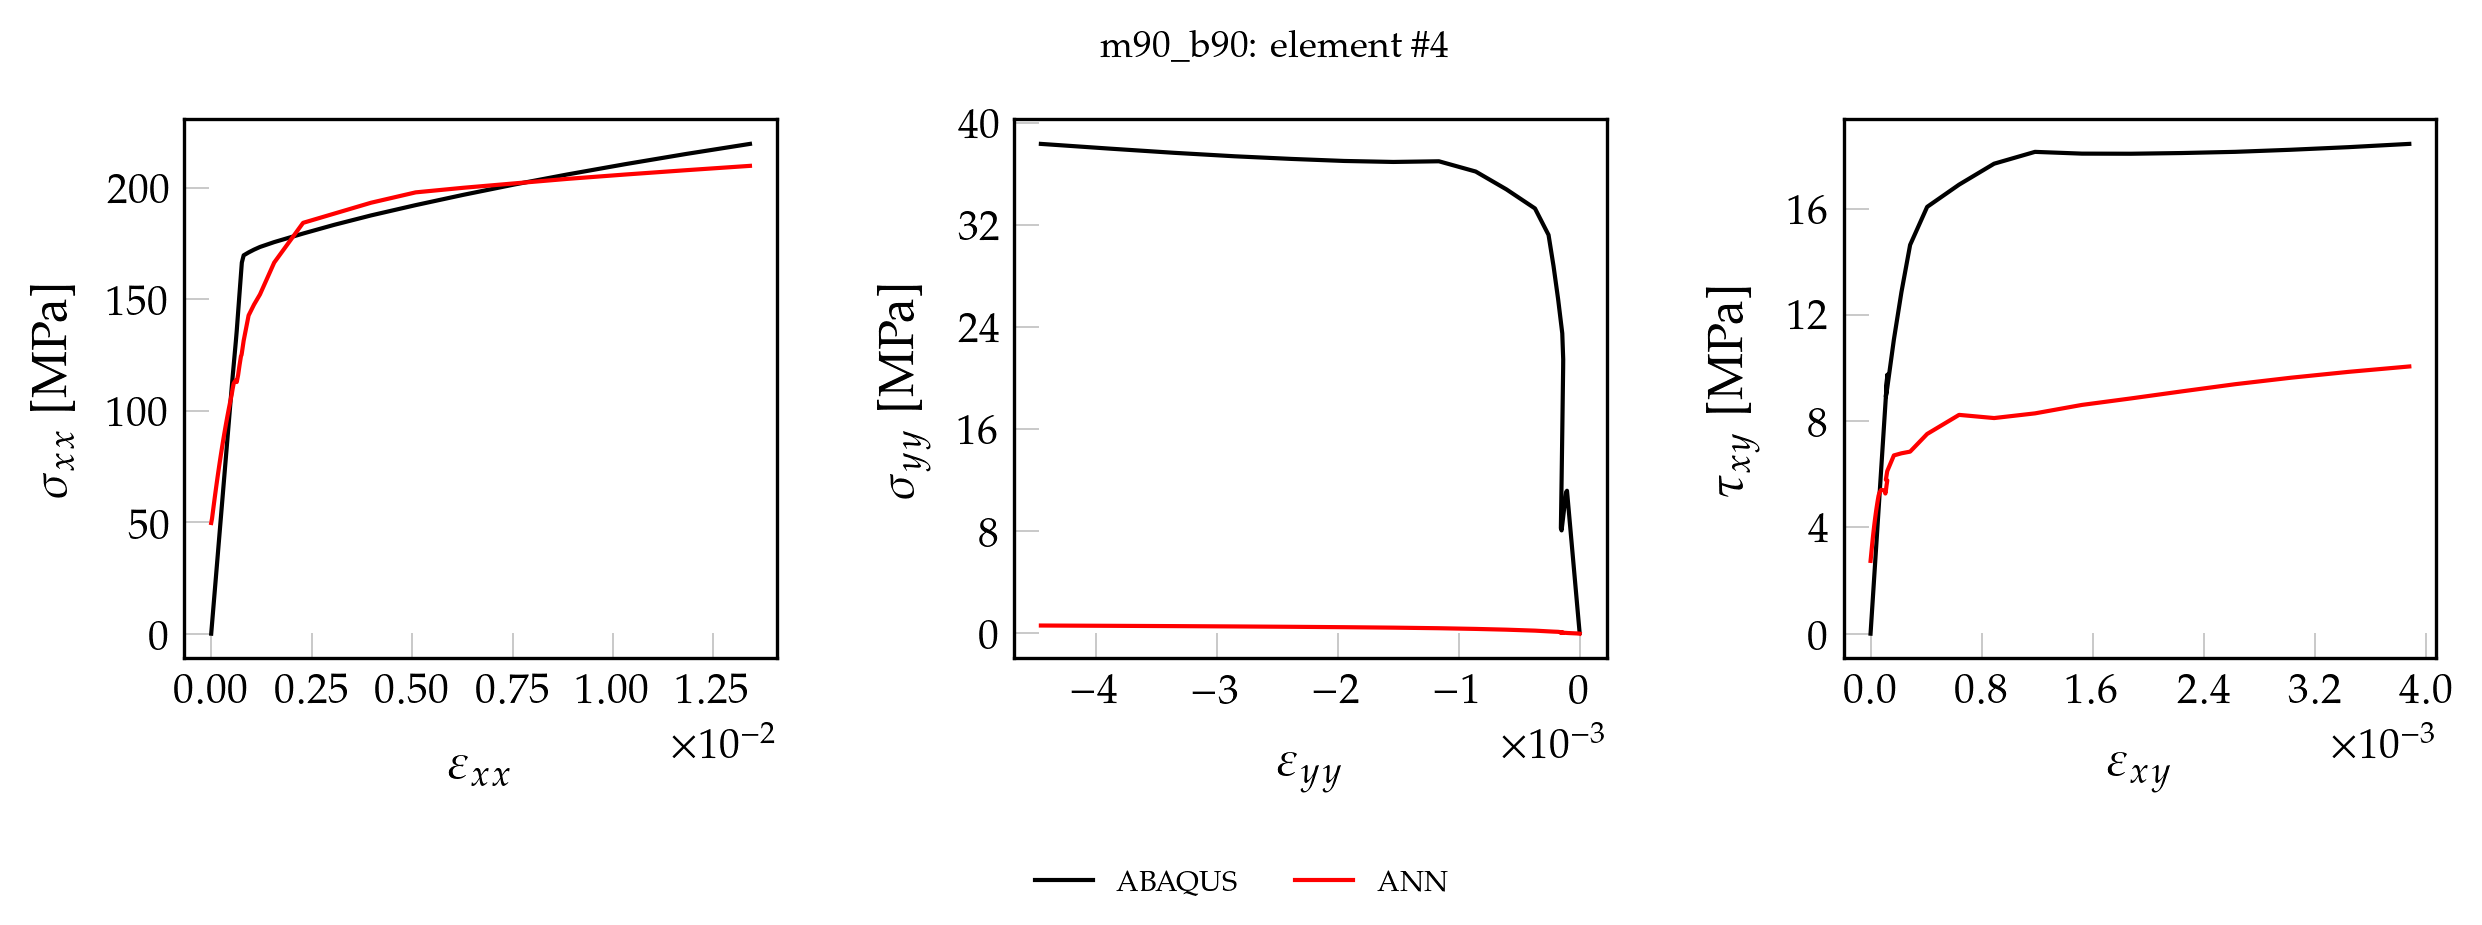 m90_b90: element #4
σxx [MPa]
200
150
100
50
0
0.00 0.25 0.50 0.75 1.00 1.25
×10−2
εxx
σyy [MPa]
40
32
24
16
8
0
−4 −3 −2 −1 0
×10−3
εyy
τxy [MPa]
16
12
8
4
0
0.0 0.8 1.6 2.4 3.2 4.0
×10−3
εxy
ABAQUS ANN